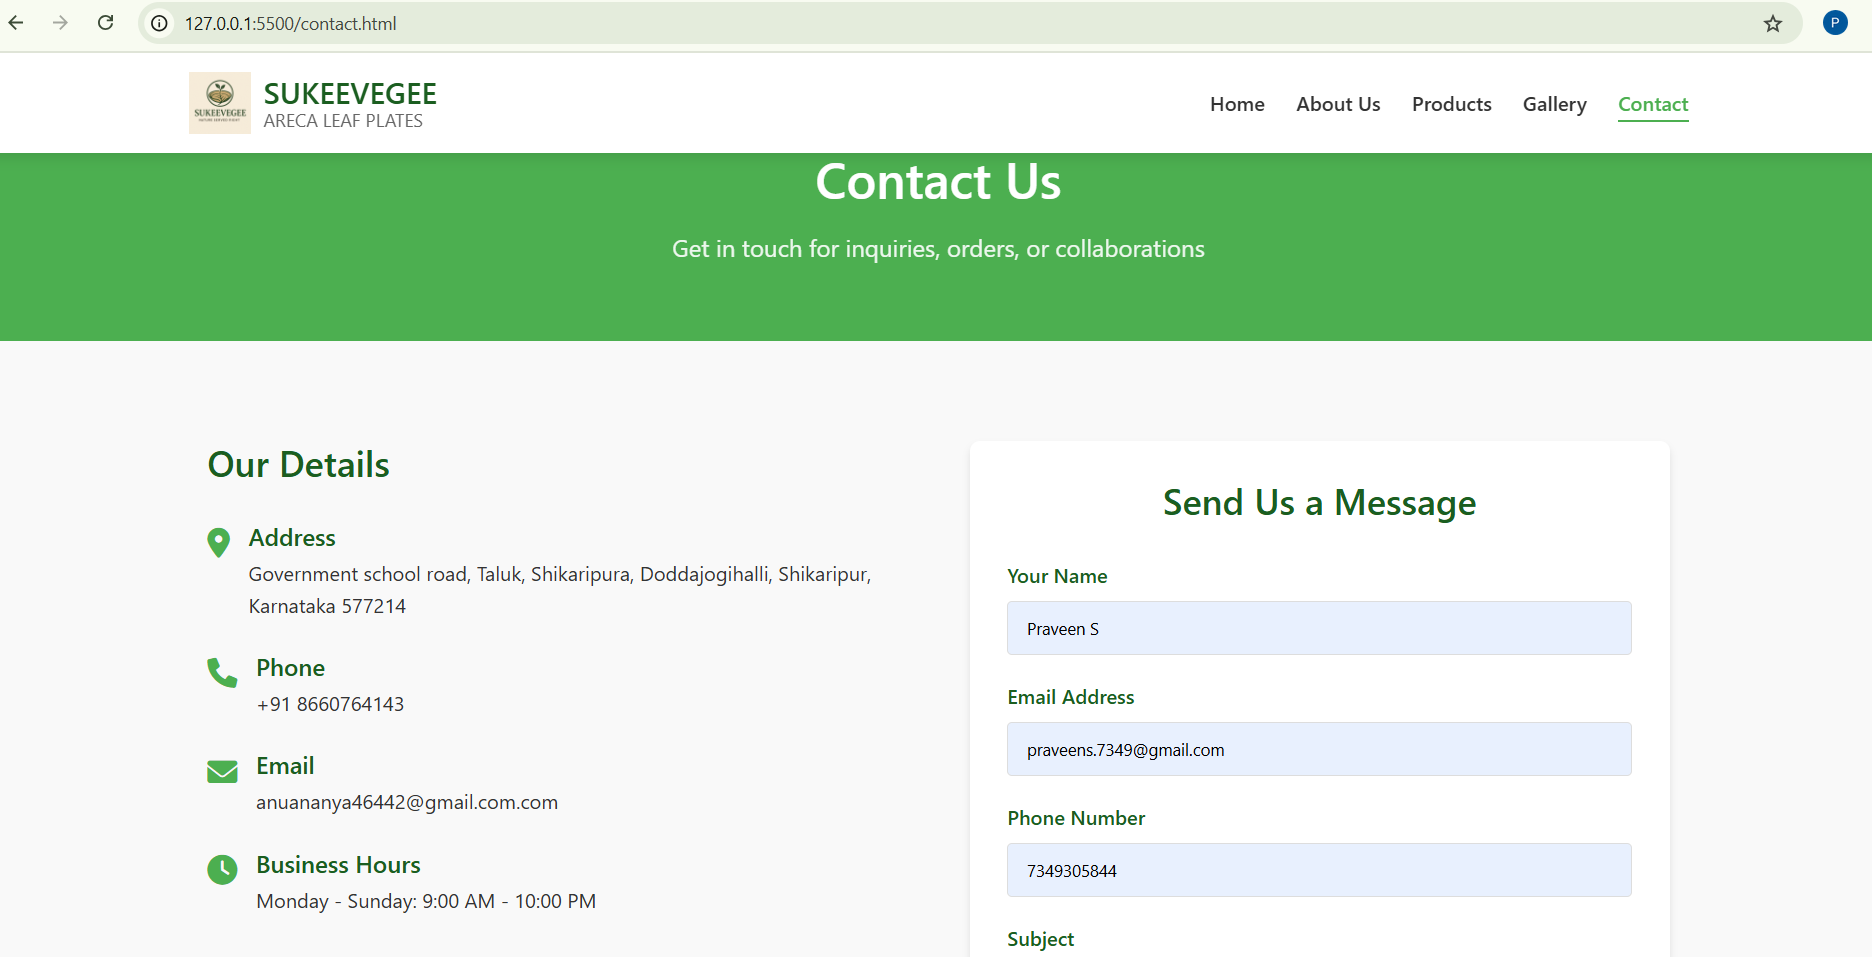 127.0.0.1:5500/contact.html
P
SUKEEVEGEE
NATURE SERVED RIGHT
SUKEEVEGEE
ARECA LEAF PLATES
Home About Us Products Gallery Contact
Contact Us
Get in touch for inquiries, orders, or collaborations
Our Details
Address
Government school road, Taluk, Shikaripura, Doddajogihalli, Shikaripur,
Karnataka 577214
Phone
+91 8660764143
Email
anuananya46442@gmail.com.com
Business Hours
Monday - Sunday: 9:00 AM - 10:00 PM
Send Us a Message
Your Name
Praveen S
Email Address
praveens.7349@gmail.com
Phone Number
7349305844
Subject